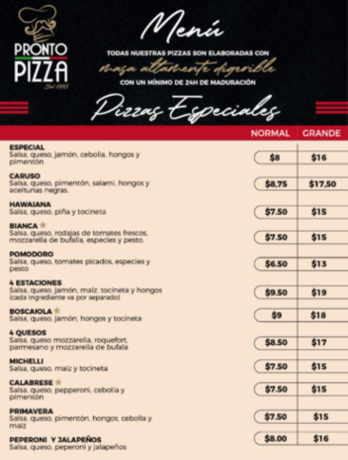 PRONTO
PIZZA
Menú
TODAS NUESTRAS PIZZAS SON ELABORADAS CON
masa altamente digerible
CON UN MÍNIMO DE 24H DE MADURACIÓN
Pizzas Especiales
NORMAL GRANDE
ESPECIAL
Salsa, queso, jamón, cebolla, hongos y
pimentón
$8 $16
CARUSO
Salsa, queso, pimentón, salami, hongos y
aceitunas negras.
$8,75 $17,50
HAWAIANA
Salsa, queso, piña y tocineta
$7.50 $15
BIANCA
Salsa, queso, rodajas de tomates frescos,
mozzarella de bufalla, especies y pesto.
$7.50 $15
POMODORO
Salsa, queso, tomates picados, especies y
pesto
$6.50 $13
4 ESTACIONES
Salsa, queso, jamón, maíz, tocineta y hongos
(cada ingrediente va por separado)
$9.50 $19
BOSCAIOLA
Salsa, queso, jamón, hongos y tocineta
$9 $18
4 QUESOS
Salsa, queso mozzarella, roquefort,
parmesano y mozzarella de bufala
$8.50 $17
MICHELLI
Salsa, queso, maíz y tocineta
$7.50 $15
CALABRESE
Salsa, queso, pepperoni, cebolla y
pimentón
$7.50 $15
PRIMAVERA
Salsa, queso, pimentón, hongos, cebolla y
maíz
$7.50 $15
PEPERONI Y JALAPEÑOS
Salsa, queso, peperoni y jalapeños
$8.00 $16